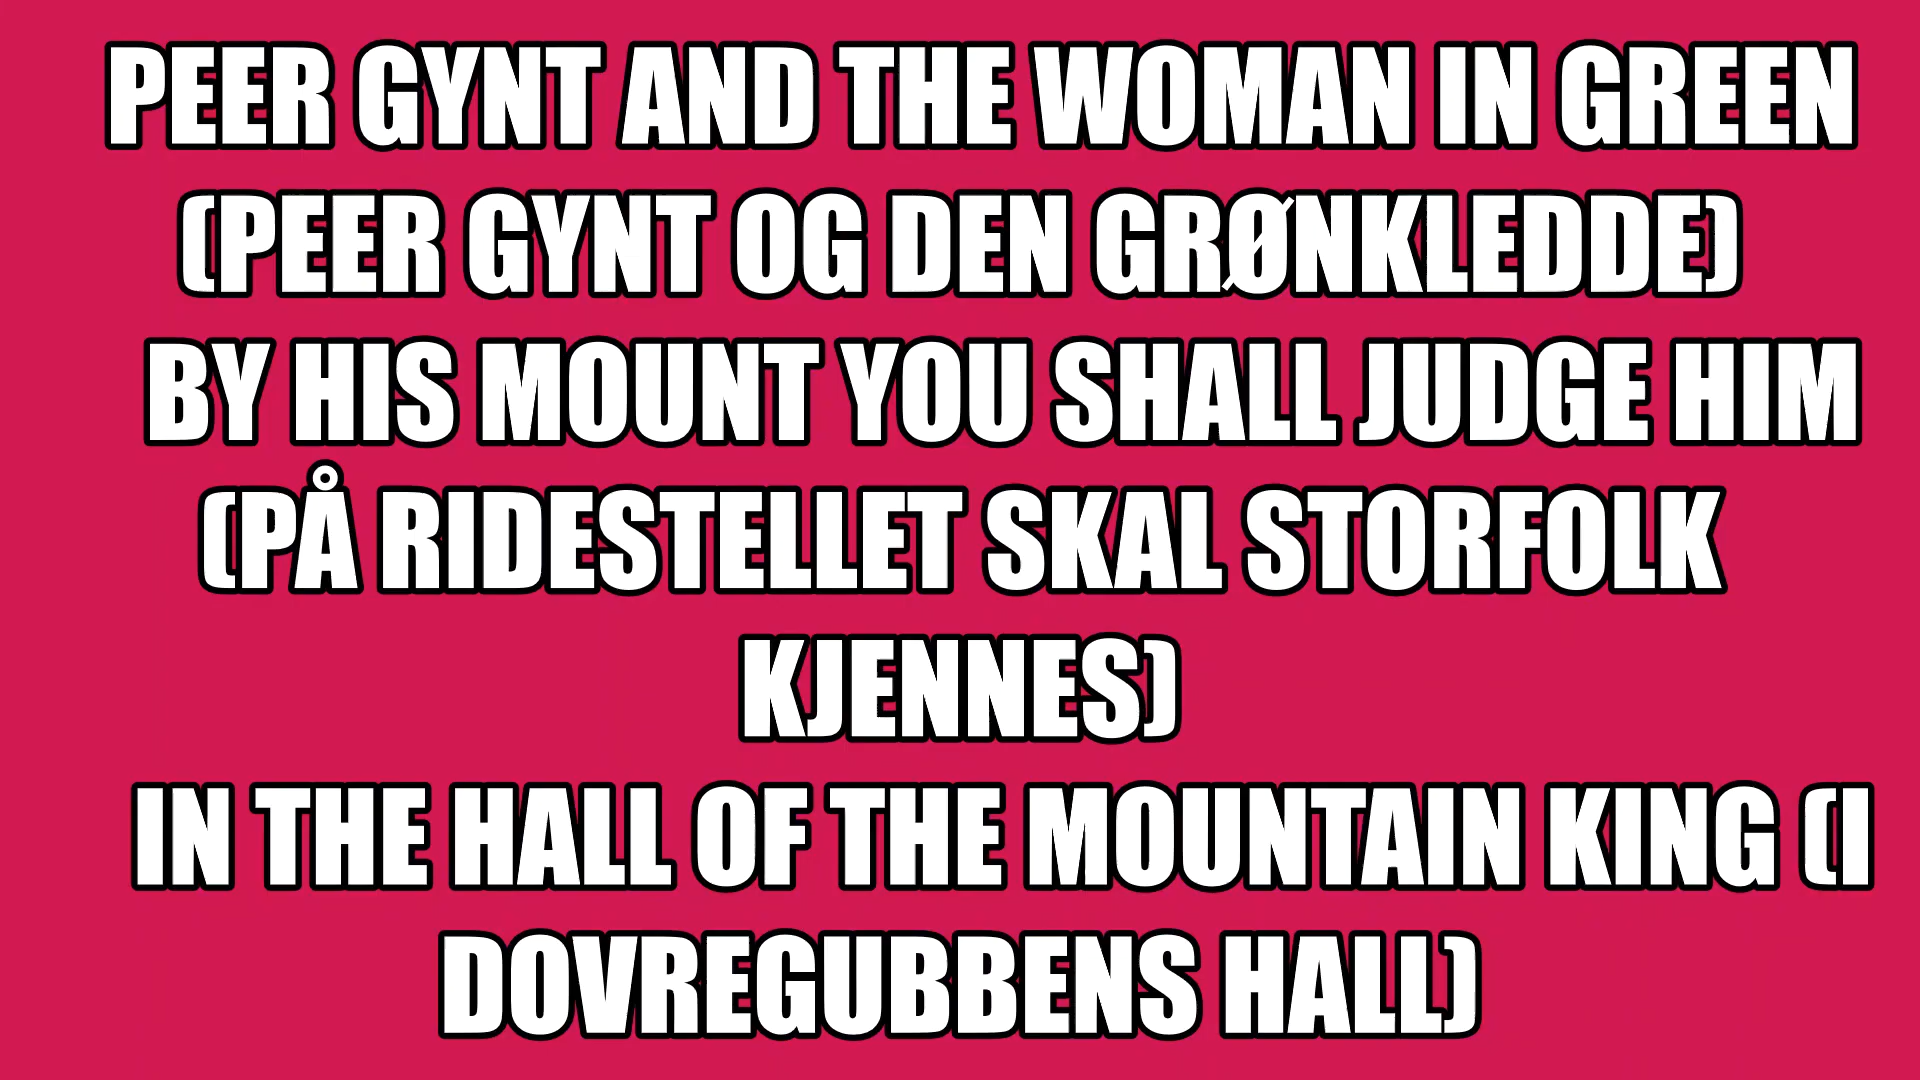 PEER GYNT AND THE WOMAN IN GREEN
(PEER GYNT OG DEN GRØNKLEDDE)
BY HIS MOUNT YOU SHALL JUDGE HIM
(PÅ RIDESTELLET SKAL STORFOLK
KJENNES)
IN THE HALL OF THE MOUNTAIN KING (I
DOVREGUBBENS HALL)